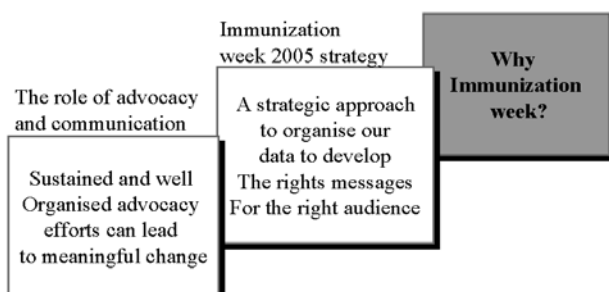 The role of advocacy
and communication
Sustained and well
Organised advocacy
efforts can lead
to meaningful change
Immunization
week 2005 strategy
A strategic approach
to organise our
data to develop
The rights messages
For the right audience
Why
Immunization
week?